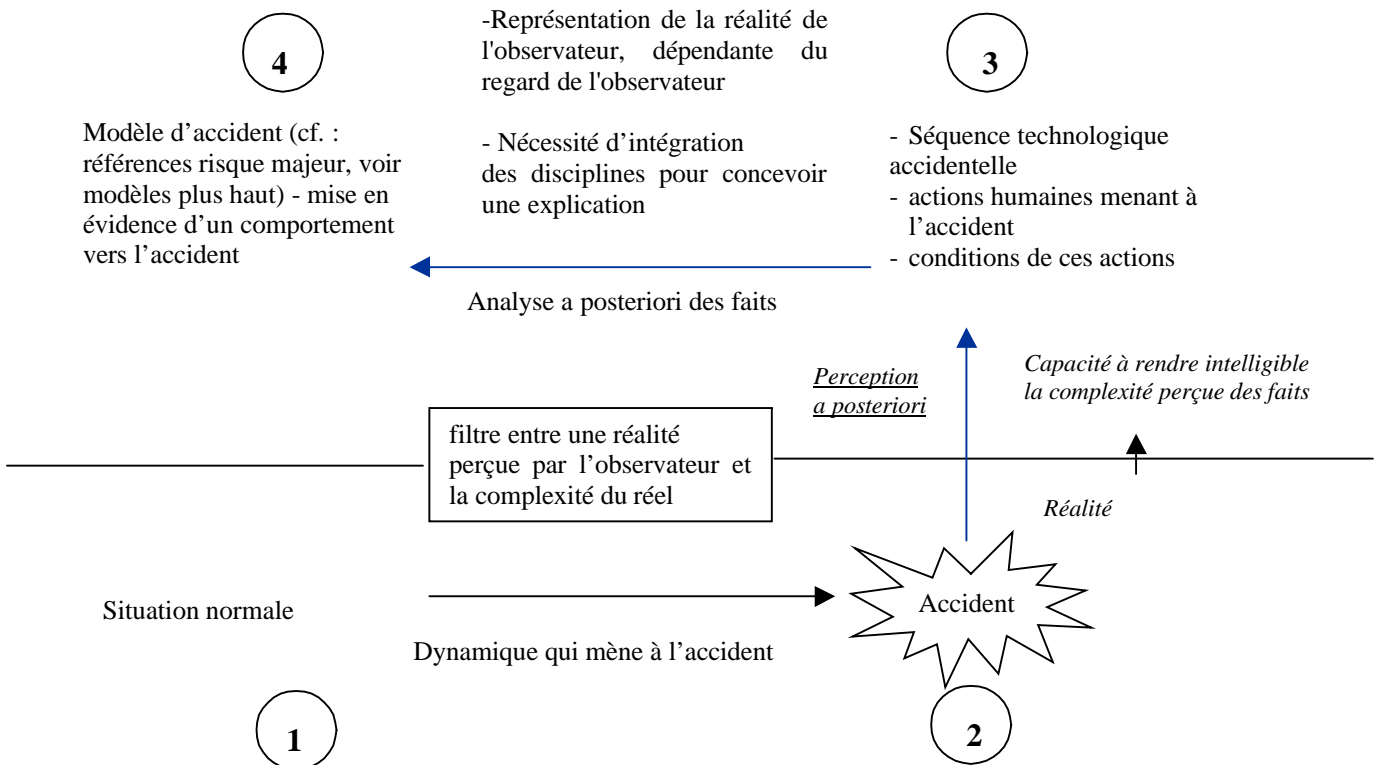 4
-Représentation de la réalité de
l'observateur, dépendante du
regard de l'observateur
3
Modèle d’accident (cf. :
références risque majeur, voir
modèles plus haut) - mise en
évidence d’un comportement
vers l’accident
- Nécessité d’intégration
des disciplines pour concevoir
une explication
- Séquence technologique
accidentelle
- actions humaines menant à
l’accident
- conditions de ces actions
Analyse a posteriori des faits
Perception
a posteriori
Capacité à rendre intelligible
la complexité perçue des faits
filtre entre une réalité
perçue par l’observateur et
la complexité du réel
Réalité
Situation normale
Accident
Dynamique qui mène à l’accident
1
2